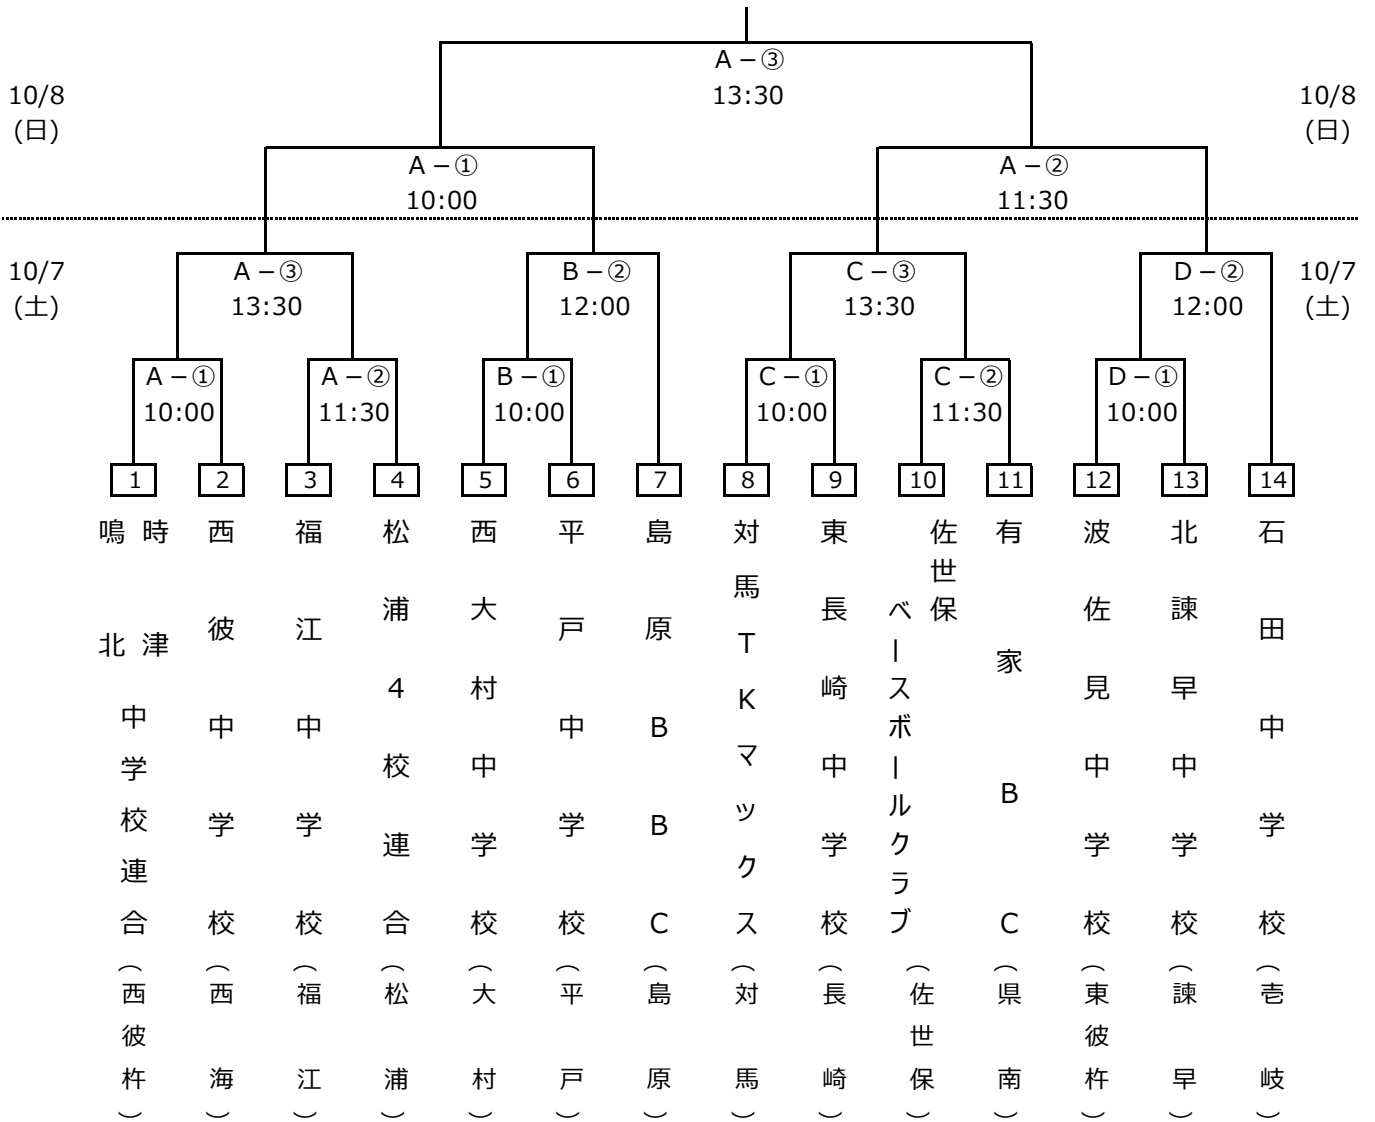 A－③
13:30
10/8
(日)
10/8
(日)
A－①
10:00
A－②
11:30
10/7
(土)
A－③
13:30
B－②
12:00
C－③
13:30
D－②
12:00
10/7
(土)
A－①
10:00
A－②
11:30
B－①
10:00
C－①
10:00
C－②
11:30
D－①
10:00
1
2
3
4
5
6
7
8
9
10
11
12
13
14
時津
鳴北
中学校連合(西彼杵)
西彼中学校(西海)
福江中学校(福江)
松浦4校連合(松浦)
西大村中学校(大村)
平戸中学校(平戸)
島原BBC(島原)
対馬TKマックス(対馬)
東長崎中学校(長崎)
佐世保
ベースボールクラブ
(佐世保)
有家BC(県南)
波佐見中学校(東彼杵)
北諫早中学校(諫早)
石田中学校(壱岐)